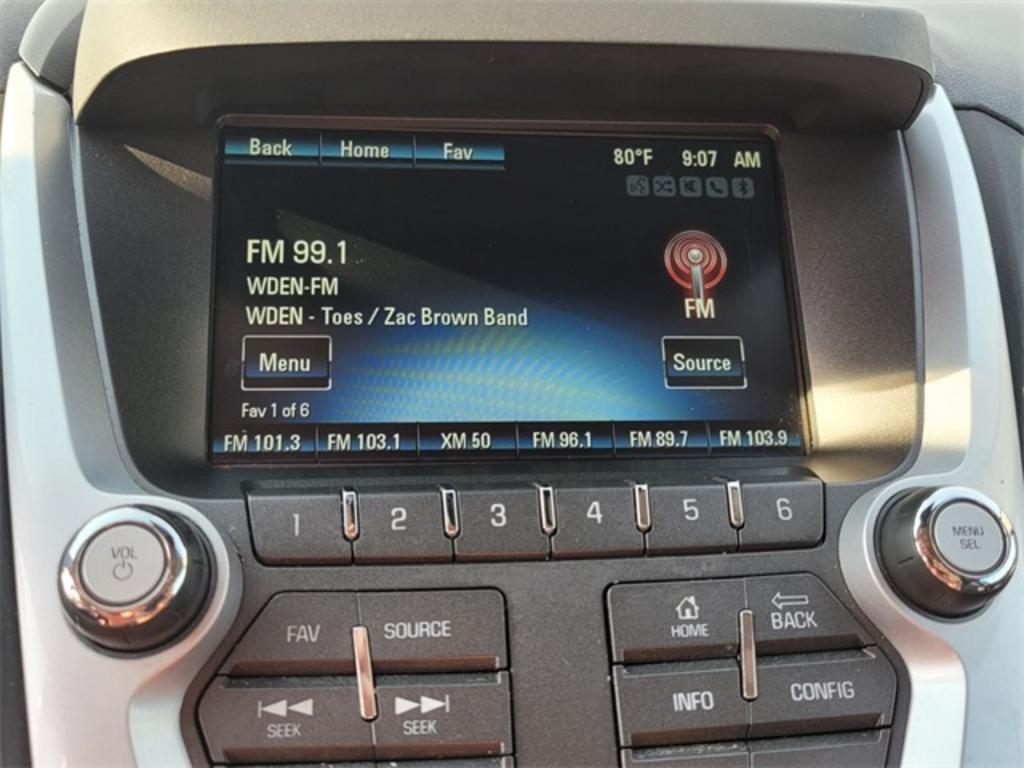 Back Home Fav 80°F 9:07 AM
FM 99.1
WDEN-FM
FM
WDEN - Toes / Zac Brown Band
Menu Source
Fav 1 of 6
FM 101.3 FM 103.1 XM 50 FM 96.1 FM 89.7 FM 103.9
1 2 3 4 5 6
VOL
MENU
SEL
FAV SOURCE
HOME BACK
SEEK SEEK
INFO CONFIG